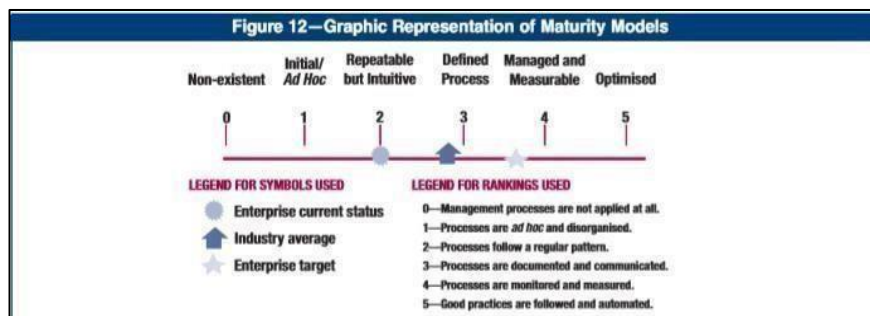 Figure 12—Graphic Representation of Maturity Models
Non-existent
Initial/
Ad Hoc
Repeatable
but Intuitive
Defined
Process
Managed and
Measurable
Optimised
0 1 2 3 4 5
LEGEND FOR SYMBOLS USED
Enterprise current status
Industry average
Enterprise target
LEGEND FOR RANKINGS USED
0—Management processes are not applied at all.
1—Processes are ad hoc and disorganised.
2—Processes follow a regular pattern.
3—Processes are documented and communicated.
4—Processes are monitored and measured.
5—Good practices are followed and automated.